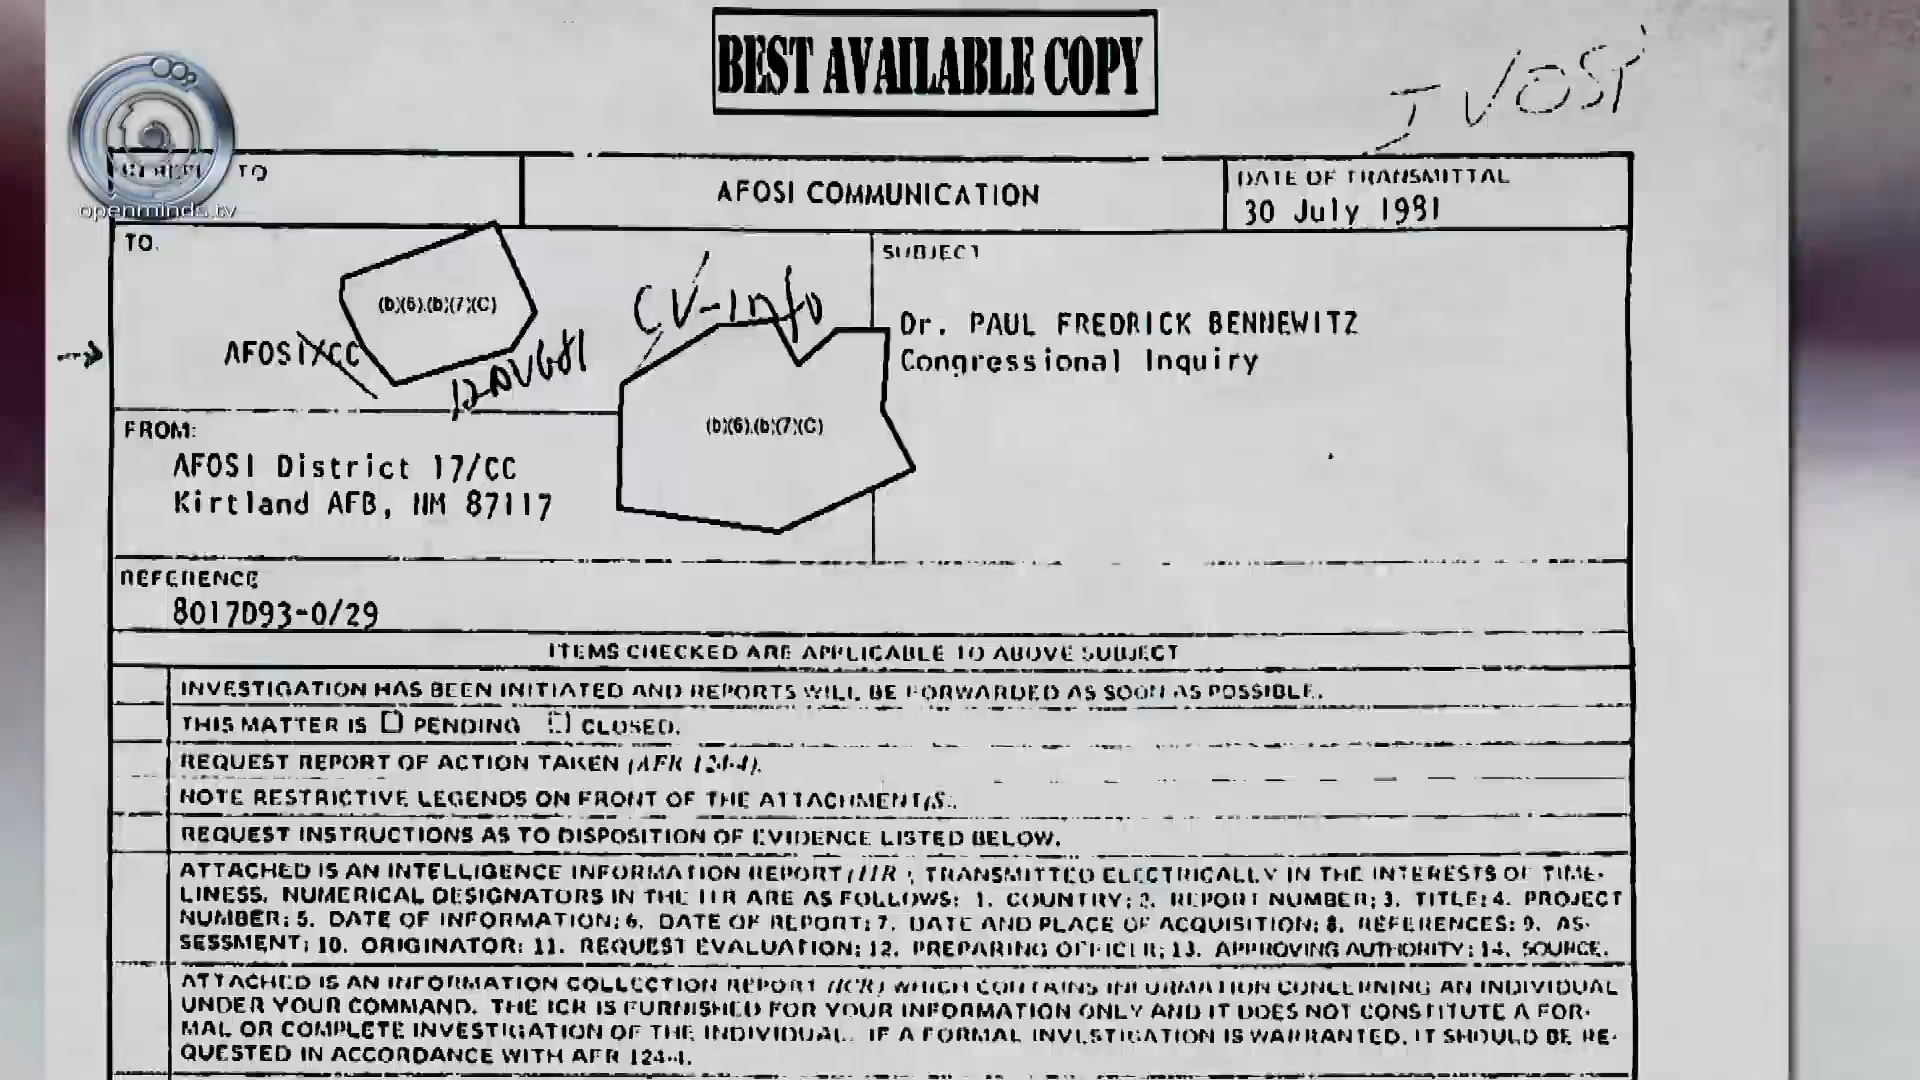 BEST AVAILABLE COPY
openminds.tv
TO
AFOSI COMMUNICATION
DATE OF TRANSMITTAL
30 July 1981
TO.
(b)(6),(b)(7)(C)
AFOSI/CC
12 AUG 81
CV-Info
(b)(6),(b)(7)(C)
SUBJECT
Dr. PAUL FREDRICK BENNEWITZ
Congressional Inquiry
FROM:
AFOSI District 17/CC
Kirtland AFB, NM 87117
REFERENCE
8017D93-0/29
ITEMS CHECKED ARE APPLICABLE TO ABOVE SUBJECT
INVESTIGATION HAS BEEN INITIATED AND REPORTS WILL BE FORWARDED AS SOON AS POSSIBLE.
THIS MATTER IS ☐ PENDING ☐ CLOSED.
REQUEST REPORT OF ACTION TAKEN (AFR 124-4).
NOTE RESTRICTIVE LEGENDS ON FRONT OF THE ATTACHMENT(S.
REQUEST INSTRUCTIONS AS TO DISPOSITION OF EVIDENCE LISTED BELOW.
ATTACHED IS AN INTELLIGENCE INFORMATION REPORT (IIR), TRANSMITTED ELECTRICALLY IN THE INTERESTS OF TIME-
LINESS. NUMERICAL DESIGNATORS IN THE IIR ARE AS FOLLOWS: 1. COUNTRY; 2. REPORT NUMBER; 3. TITLE; 4. PROJECT
NUMBER; 5. DATE OF INFORMATION; 6. DATE OF REPORT; 7. DATE AND PLACE OF ACQUISITION; 8. REFERENCES; 9. AS-
SESSMENT; 10. ORIGINATOR; 11. REQUEST EVALUATION; 12. PREPARING OFFICER; 13. APPROVING AUTHORITY; 14. SOURCE.
ATTACHED IS AN INFORMATION COLLECTION REPORT (ICR) WHICH CONTAINS INFORMATION CONCERNING AN INDIVIDUAL
UNDER YOUR COMMAND. THE ICR IS FURNISHED FOR YOUR INFORMATION ONLY AND IT DOES NOT CONSTITUTE A FOR-
MAL OR COMPLETE INVESTIGATION OF THE INDIVIDUAL. IF A FORMAL INVESTIGATION IS WARRANTED, IT SHOULD BE RE-
QUESTED IN ACCORDANCE WITH AFR 124-4.